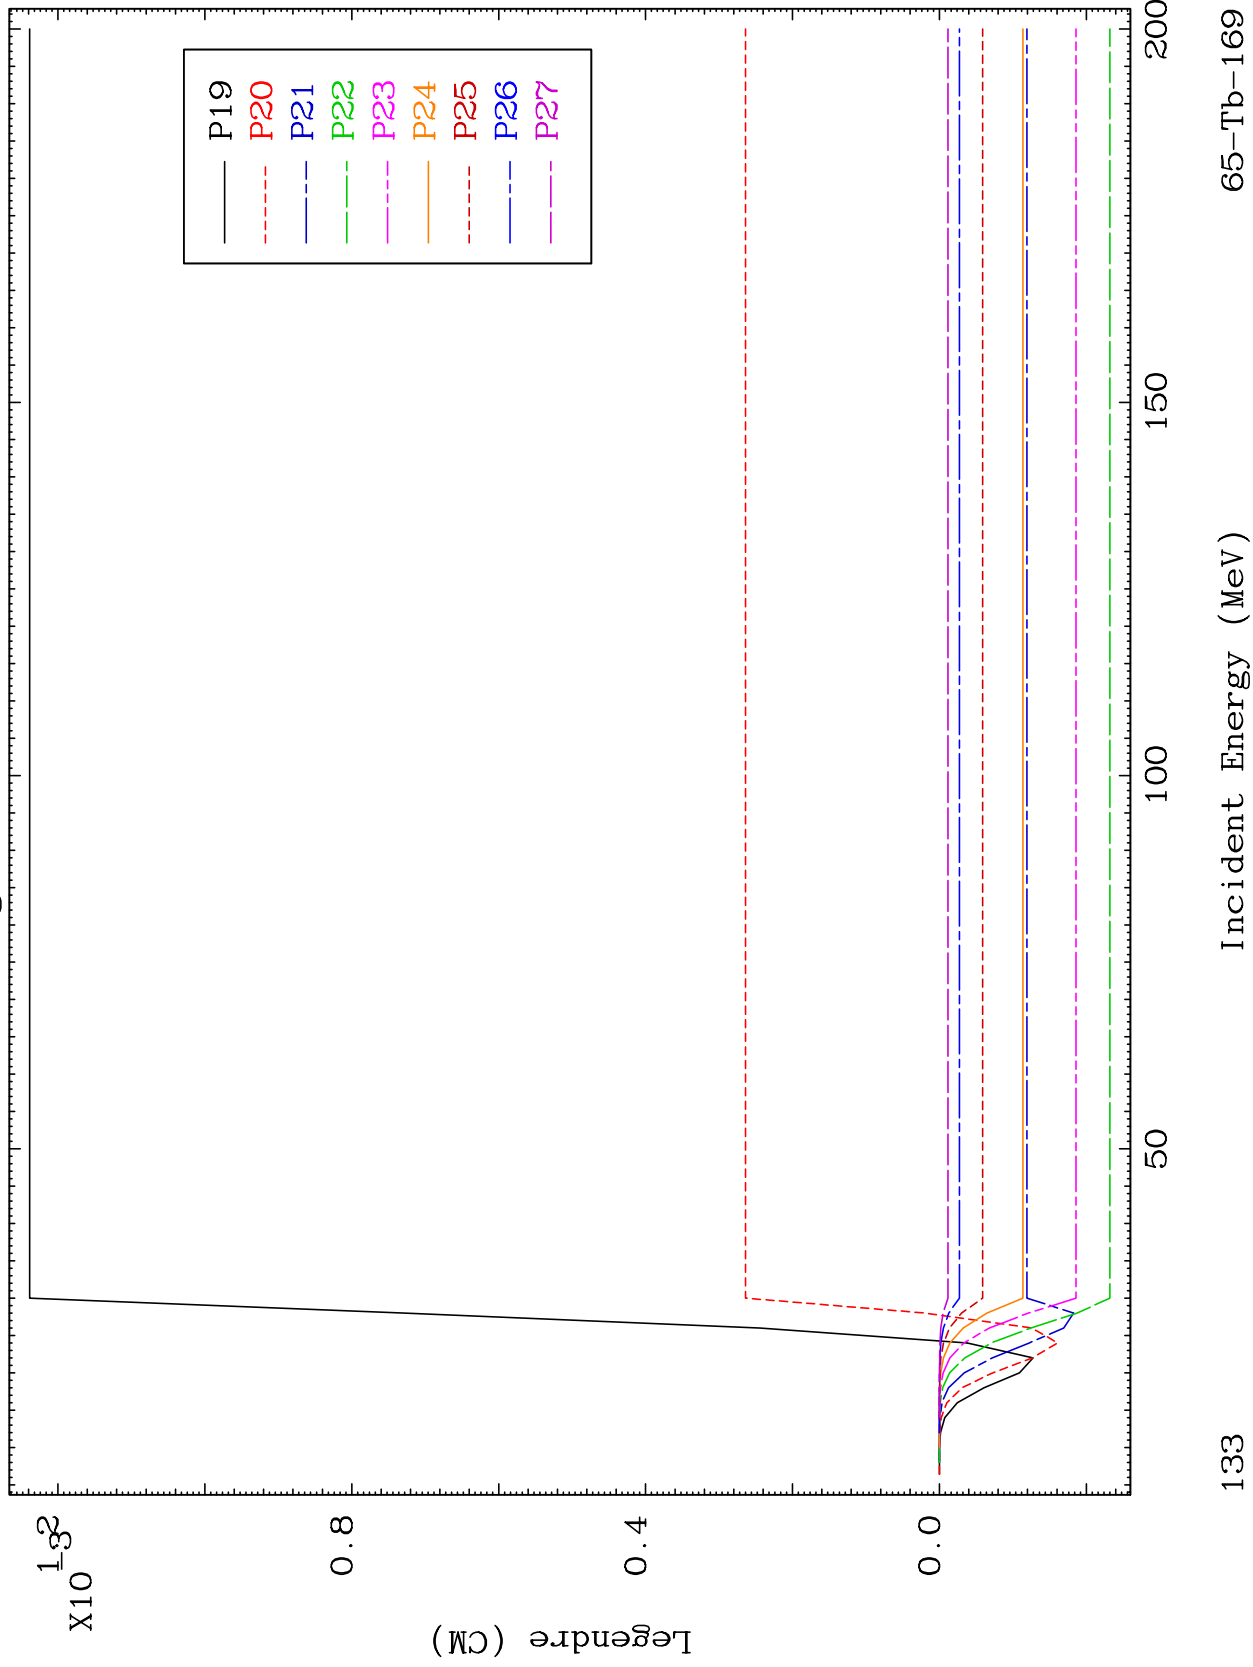 P19
P20
P21
P22
P23
P24
P25
P26
P27
X10
-3
1.2
0.8
0.4
0.0
Legendre (CM)
50
100
150
200
Incident Energy (MeV)
133
65-Tb-169